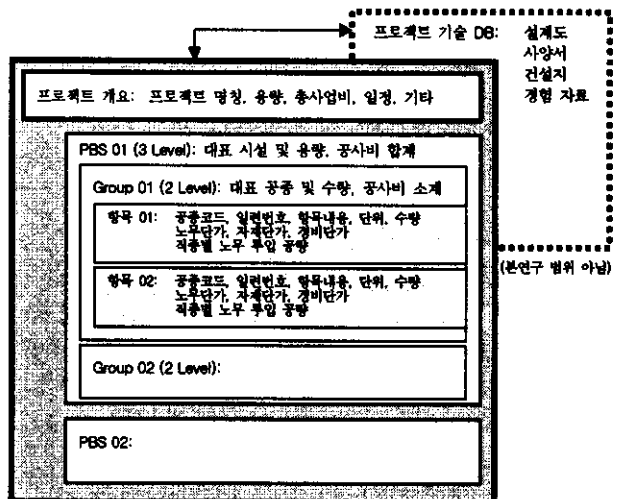 프로젝트 기술 DB: 설계도
사양서
건설지
경험 자료
프로젝트 개요: 프로젝트 명칭, 용량, 총사업비, 일정, 기타
PBS 01 (3 Level): 대표 시설 및 용량, 공사비 합계
Group 01 (2 Level): 대표 공종 및 수량, 공사비 소계
항목 01: 공종코드, 일련번호, 항목내용, 단위, 수량
노무단가, 자재단가, 경비단가
직종별 노무 투입 공량
항목 02: 공종코드, 일련번호, 항목내용, 단위, 수량
노무단가, 자재단가, 경비단가
직종별 노무 투입 공량
(본연구 범위 아님)
Group 02 (2 Level):
PBS 02: